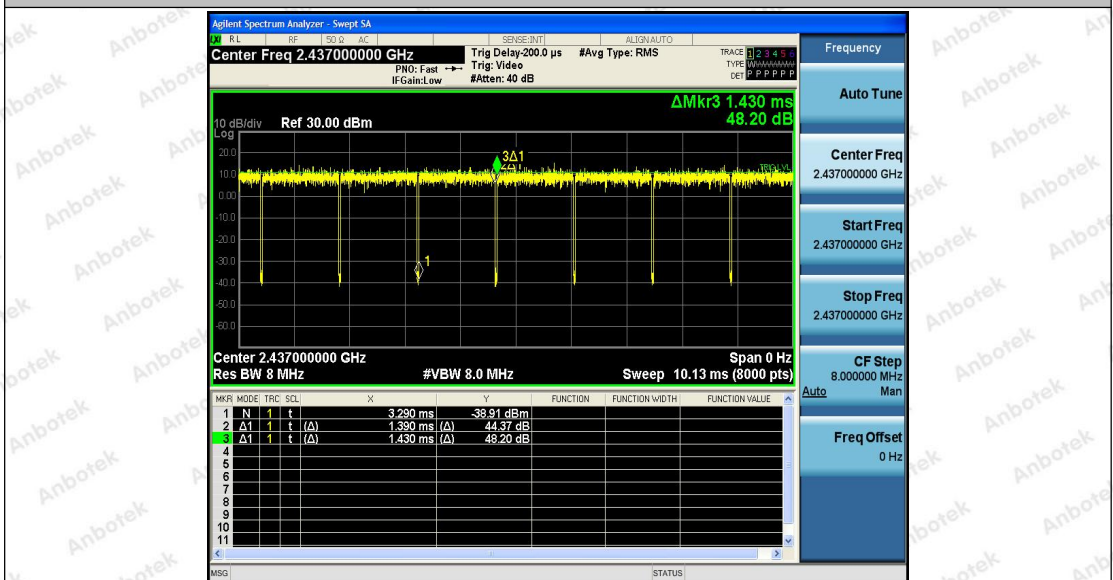 Agilent Spectrum Analyzer - Swept SA
RL RF 50 Ω AC SENSE:INT ALIGNAUTO
Center Freq 2.437000000 GHz
PNO: Fast
IFGain:Low
Trig Delay-200.0 µs
Trig: Video
#Atten: 40 dB
#Avg Type: RMS
TRACE 1 2 3 4 5 6
TYPE
DET P P P P P P
ΔMkr3 1.430 ms
48.20 dB
10 dB/div Ref 30.00 dBm
Log
20.0
10.0
0.00
-10.0
-20.0
-30.0
-40.0
-50.0
-60.0
3Δ1
2Δ1
TRIG LVL
1
Center 2.437000000 GHz
Span 0 Hz
Res BW 8 MHz #VBW 8.0 MHz Sweep 10.13 ms (8000 pts)
MKR MODE TRC SCL X Y FUNCTION FUNCTION WIDTH FUNCTION VALUE
1 N 1 t 3.290 ms -38.91 dBm
2 Δ1 1 t (Δ) 1.390 ms (Δ) 44.37 dB
3 Δ1 1 t (Δ) 1.430 ms (Δ) 48.20 dB
4
5
6
7
8
9
10
11
MSG STATUS
Frequency
Auto Tune
Center Freq
2.437000000 GHz
Start Freq
2.437000000 GHz
Stop Freq
2.437000000 GHz
CF Step
8.000000 MHz
Auto Man
Freq Offset
0 Hz
Anbotek